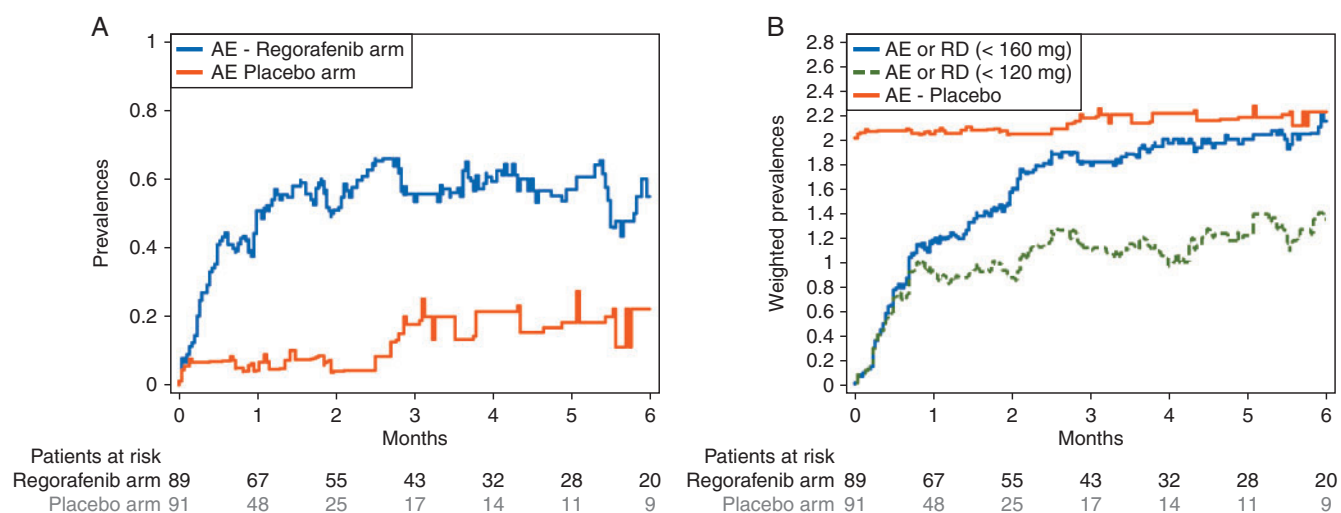 A
AE - Regorafenib arm
AE Placebo arm
Prevalences
1
0.8
0.6
0.4
0.2
0
0 1 2 3 4 5 6
Months
Patients at risk
Regorafenib arm 89 67 55 43 32 28 20
Placebo arm 91 48 25 17 14 11 9
B
AE or RD (< 160 mg)
AE or RD (< 120 mg)
AE - Placebo
Weighted prevalences
2.8
2.6
2.4
2.2
2
1.8
1.6
1.4
1.2
1
0.8
0.6
0.4
0.2
0
0 1 2 3 4 5 6
Months
Patients at risk
Regorafenib arm 89 67 55 43 32 28 20
Placebo arm 91 48 25 17 14 11 9